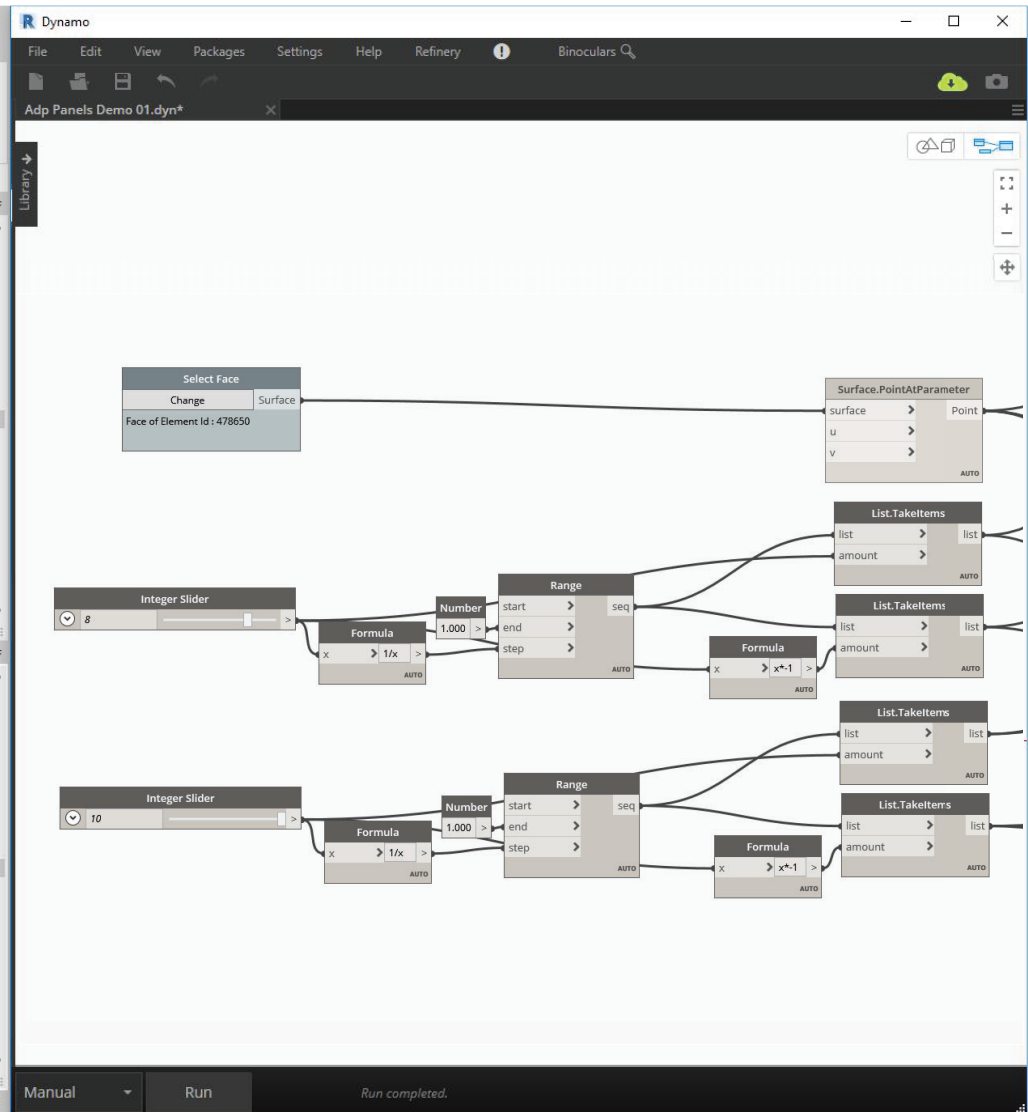 R Dynamo
File Edit View Packages Settings Help Refinery ! Binoculars
Adp Panels Demo 01.dyn*
Library
Select Face
Change Surface
Face of Element Id : 478650
Surface.PointAtParameter
surface > Point
u >
v >
AUTO
List.TakeItems
list > list
amount >
AUTO
Integer Slider
8 >
Formula
x > 1/x >
AUTO
Number
1.000 >
Range
start > seq
end >
step >
AUTO
Formula
x > x*-1 >
AUTO
List.TakeItems
list > list
amount >
AUTO
List.TakeItems
list > list
amount >
AUTO
Integer Slider
10 >
Formula
x > 1/x >
AUTO
Number
1.000 >
Range
start > seq
end >
step >
AUTO
Formula
x > x*-1 >
AUTO
List.TakeItems
list > list
amount >
AUTO
Manual Run Run completed.